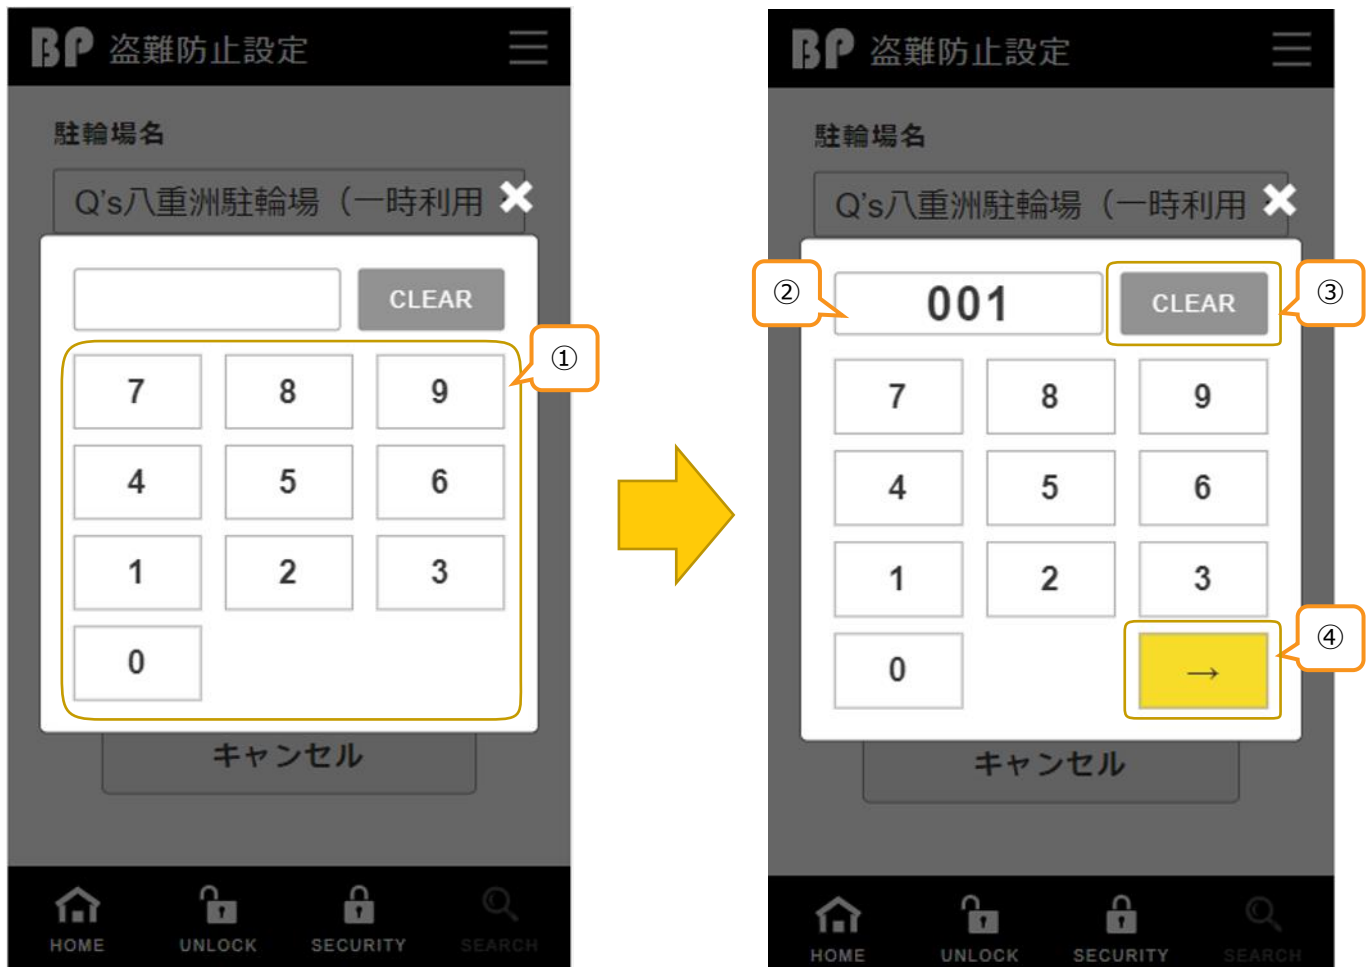 BP 盗難防止設定
駐輪場名
Q's八重洲駐輪場（一時利用
CLEAR
①
7 8 9
4 5 6
1 2 3
0
キャンセル
HOME UNLOCK SECURITY SEARCH
BP 盗難防止設定
駐輪場名
Q's八重洲駐輪場（一時利用
② 001 CLEAR ③
7 8 9
4 5 6
1 2 3
0 → ④
キャンセル
HOME UNLOCK SECURITY SEARCH